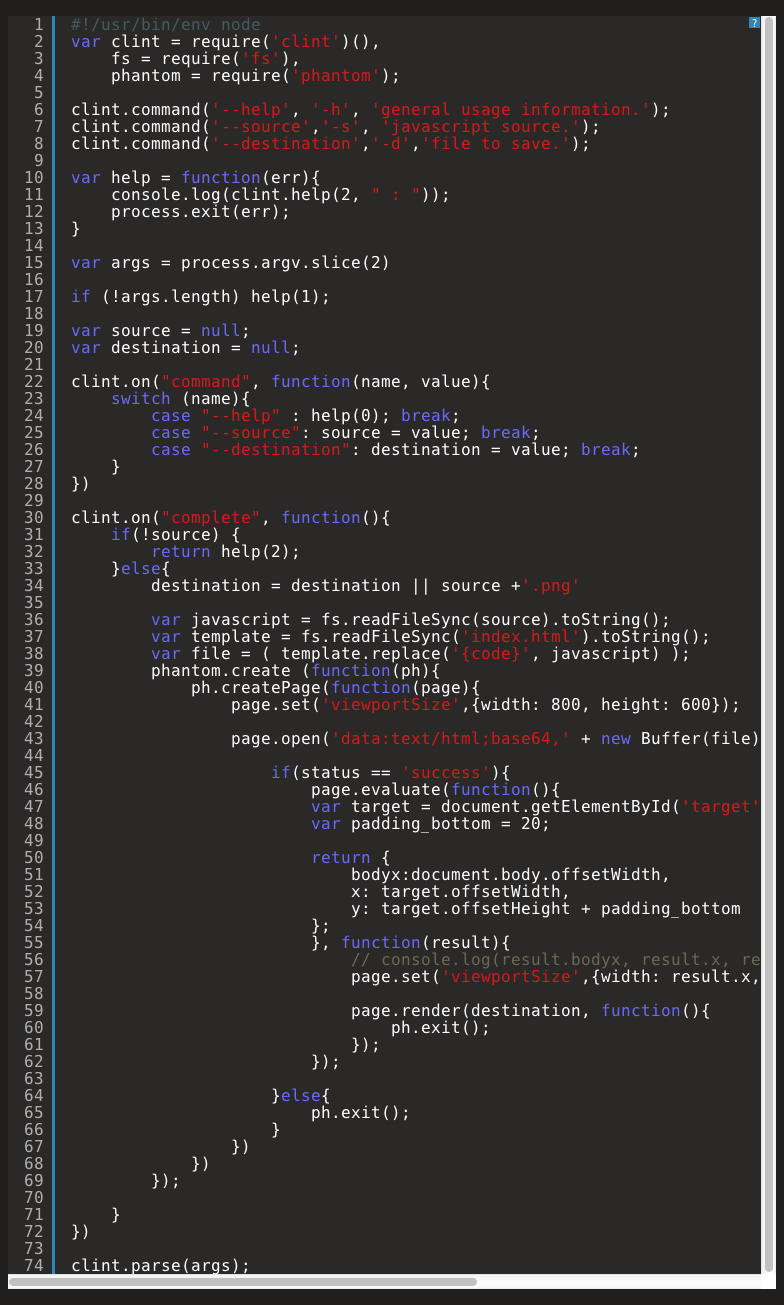 ?
1 #!/usr/bin/env node
2 var clint = require('clint')(),
3     fs = require('fs'),
4     phantom = require('phantom');
5
6 clint.command('--help', '-h', 'general usage information.');
7 clint.command('--source','-s', 'javascript source.');
8 clint.command('--destination','-d','file to save.');
9
10 var help = function(err){
11     console.log(clint.help(2, " : "));
12     process.exit(err);
13 }
14
15 var args = process.argv.slice(2)
16
17 if (!args.length) help(1);
18
19 var source = null;
20 var destination = null;
21
22 clint.on("command", function(name, value){
23     switch (name){
24         case "--help" : help(0); break;
25         case "--source": source = value; break;
26         case "--destination": destination = value; break;
27     }
28 })
29
30 clint.on("complete", function(){
31     if(!source) {
32         return help(2);
33     }else{
34         destination = destination || source +'.png'
35
36         var javascript = fs.readFileSync(source).toString();
37         var template = fs.readFileSync('index.html').toString();
38         var file = ( template.replace('{code}', javascript) );
39         phantom.create (function(ph){
40             ph.createPage(function(page){
41                 page.set('viewportSize',{width: 800, height: 600});
42
43                 page.open('data:text/html;base64,' + new Buffer(file)
44
45                     if(status == 'success'){
46                         page.evaluate(function(){
47                         var target = document.getElementById('target'
48                         var padding_bottom = 20;
49
50                         return {
51                             bodyx:document.body.offsetWidth,
52                             x: target.offsetWidth,
53                             y: target.offsetHeight + padding_bottom
54                         };
55                         }, function(result){
56                             // console.log(result.bodyx, result.x, re
57                             page.set('viewportSize',{width: result.x,
58
59                             page.render(destination, function(){
60                                 ph.exit();
61                             });
62                         });
63
64                     }else{
65                         ph.exit();
66                     }
67                 })
68             })
69         });
70
71     }
72 })
73
74 clint.parse(args);